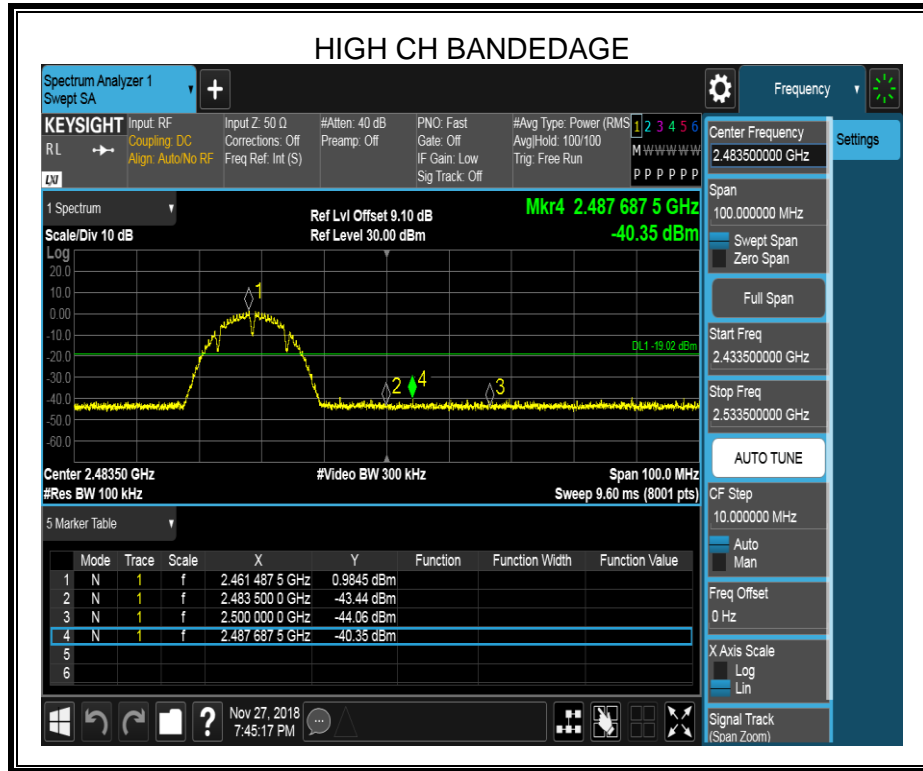 HIGH CH BANDEDAGE
Spectrum Analyzer 1
Swept SA
+
Frequency
KEYSIGHT
RL
LXI
Input: RF
Coupling: DC
Align: Auto/No RF
Input Z: 50 Ω
Corrections: Off
Freq Ref: Int (S)
#Atten: 40 dB
Preamp: Off
PNO: Fast
Gate: Off
IF Gain: Low
Sig Track: Off
#Avg Type: Power (RMS
Avg|Hold: 100/100
Trig: Free Run
1 2 3 4 5 6
M W W W W W
P P P P P P
1 Spectrum
Scale/Div 10 dB
Ref Lvl Offset 9.10 dB
Ref Level 30.00 dBm
Mkr4 2.487 687 5 GHz
-40.35 dBm
Log
20.0
10.0
0.00
-10.0
-20.0
-30.0
-40.0
-50.0
-60.0
1
2
4
3
DL1 -19.02 dBm
Center 2.48350 GHz
#Video BW 300 kHz
Span 100.0 MHz
#Res BW 100 kHz
Sweep 9.60 ms (8001 pts)
5 Marker Table
Mode Trace Scale X Y Function Function Width Function Value
1 N 1 f 2.461 487 5 GHz 0.9845 dBm
2 N 1 f 2.483 500 0 GHz -43.44 dBm
3 N 1 f 2.500 000 0 GHz -44.06 dBm
4 N 1 f 2.487 687 5 GHz -40.35 dBm
5
6
?
Nov 27, 2018
7:45:17 PM
Center Frequency
2.483500000 GHz
Settings
Span
100.000000 MHz
Swept Span
Zero Span
Full Span
Start Freq
2.433500000 GHz
Stop Freq
2.533500000 GHz
AUTO TUNE
CF Step
10.000000 MHz
Auto
Man
Freq Offset
0 Hz
X Axis Scale
Log
Lin
Signal Track
(Span Zoom)